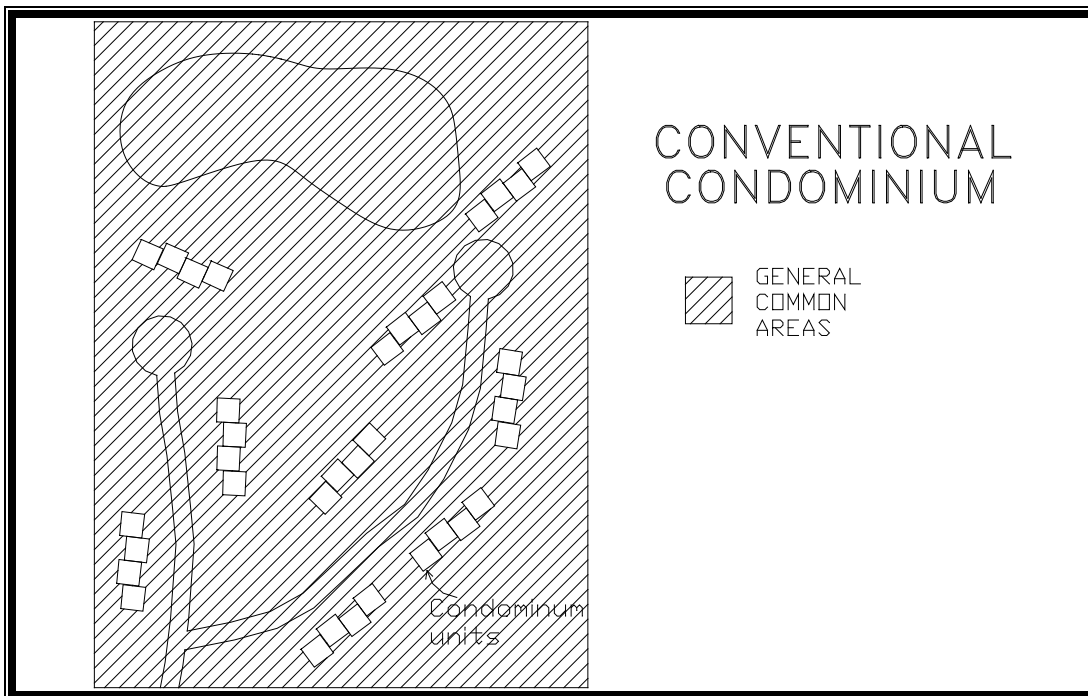 CONVENTIONAL
CONDOMINIUM
GENERAL
COMMON
AREAS
Condominum
units